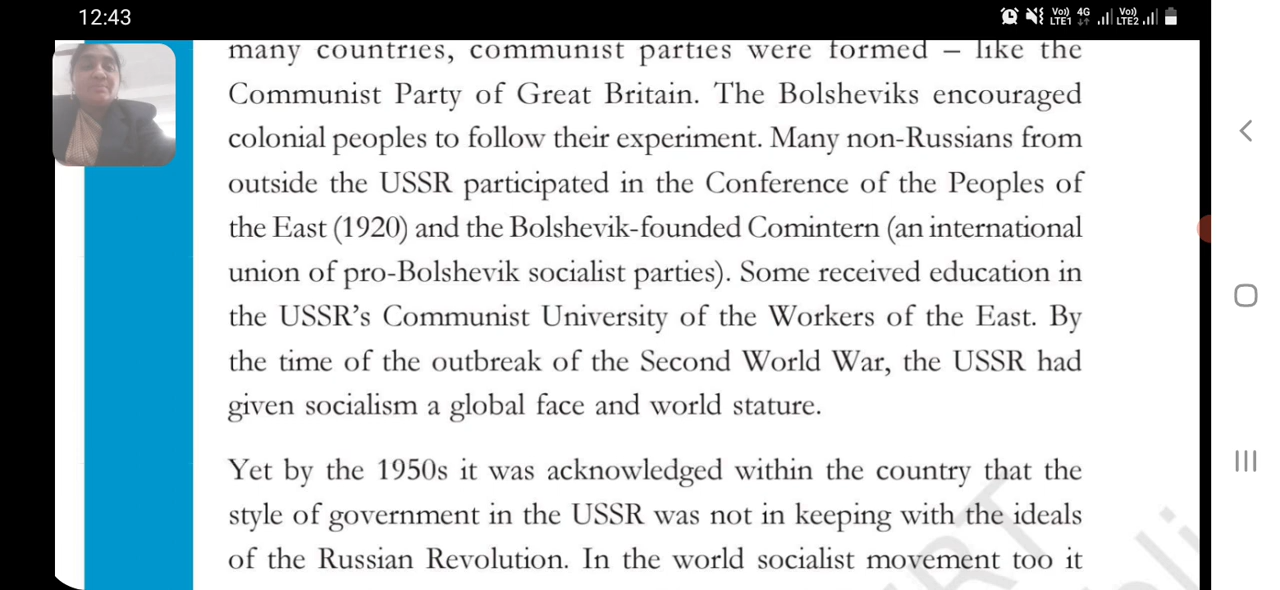 12:43
Vo)) 4G Vo))
LTE1 LTE2
many countries, communist parties were formed – like the
Communist Party of Great Britain. The Bolsheviks encouraged
colonial peoples to follow their experiment. Many non-Russians from
outside the USSR participated in the Conference of the Peoples of
the East (1920) and the Bolshevik-founded Comintern (an international
union of pro-Bolshevik socialist parties). Some received education in
the USSR’s Communist University of the Workers of the East. By
the time of the outbreak of the Second World War, the USSR had
given socialism a global face and world stature.
Yet by the 1950s it was acknowledged within the country that the
style of government in the USSR was not in keeping with the ideals
of the Russian Revolution. In the world socialist movement too it